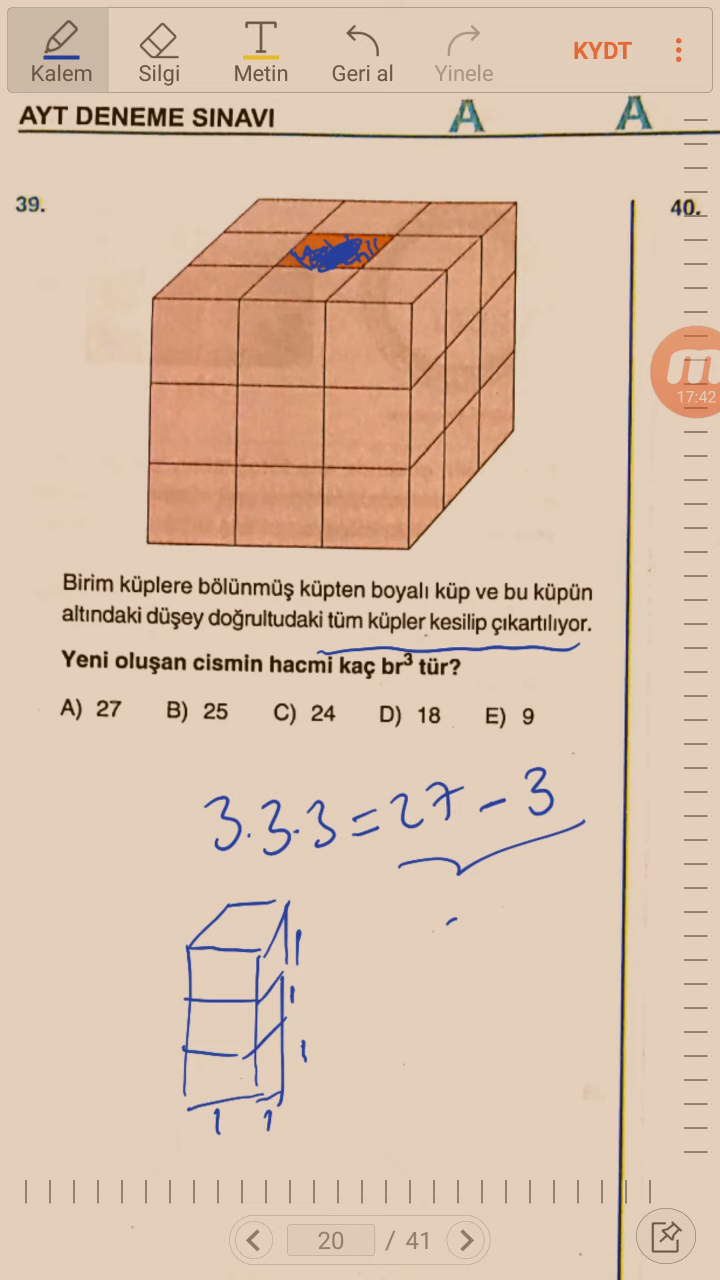 Kalem Silgi Metin Geri al Yinele KYDT
AYT DENEME SINAVI A A
39.
40.
17:42
Birim küplere bölünmüş küpten boyalı küp ve bu küpün
altındaki düşey doğrultudaki tüm küpler kesilip çıkartılıyor.
Yeni oluşan cismin hacmi kaç br³ tür?
A) 27 B) 25 C) 24 D) 18 E) 9
3.3.3=27-3
1
1
1
1 1
20 / 41